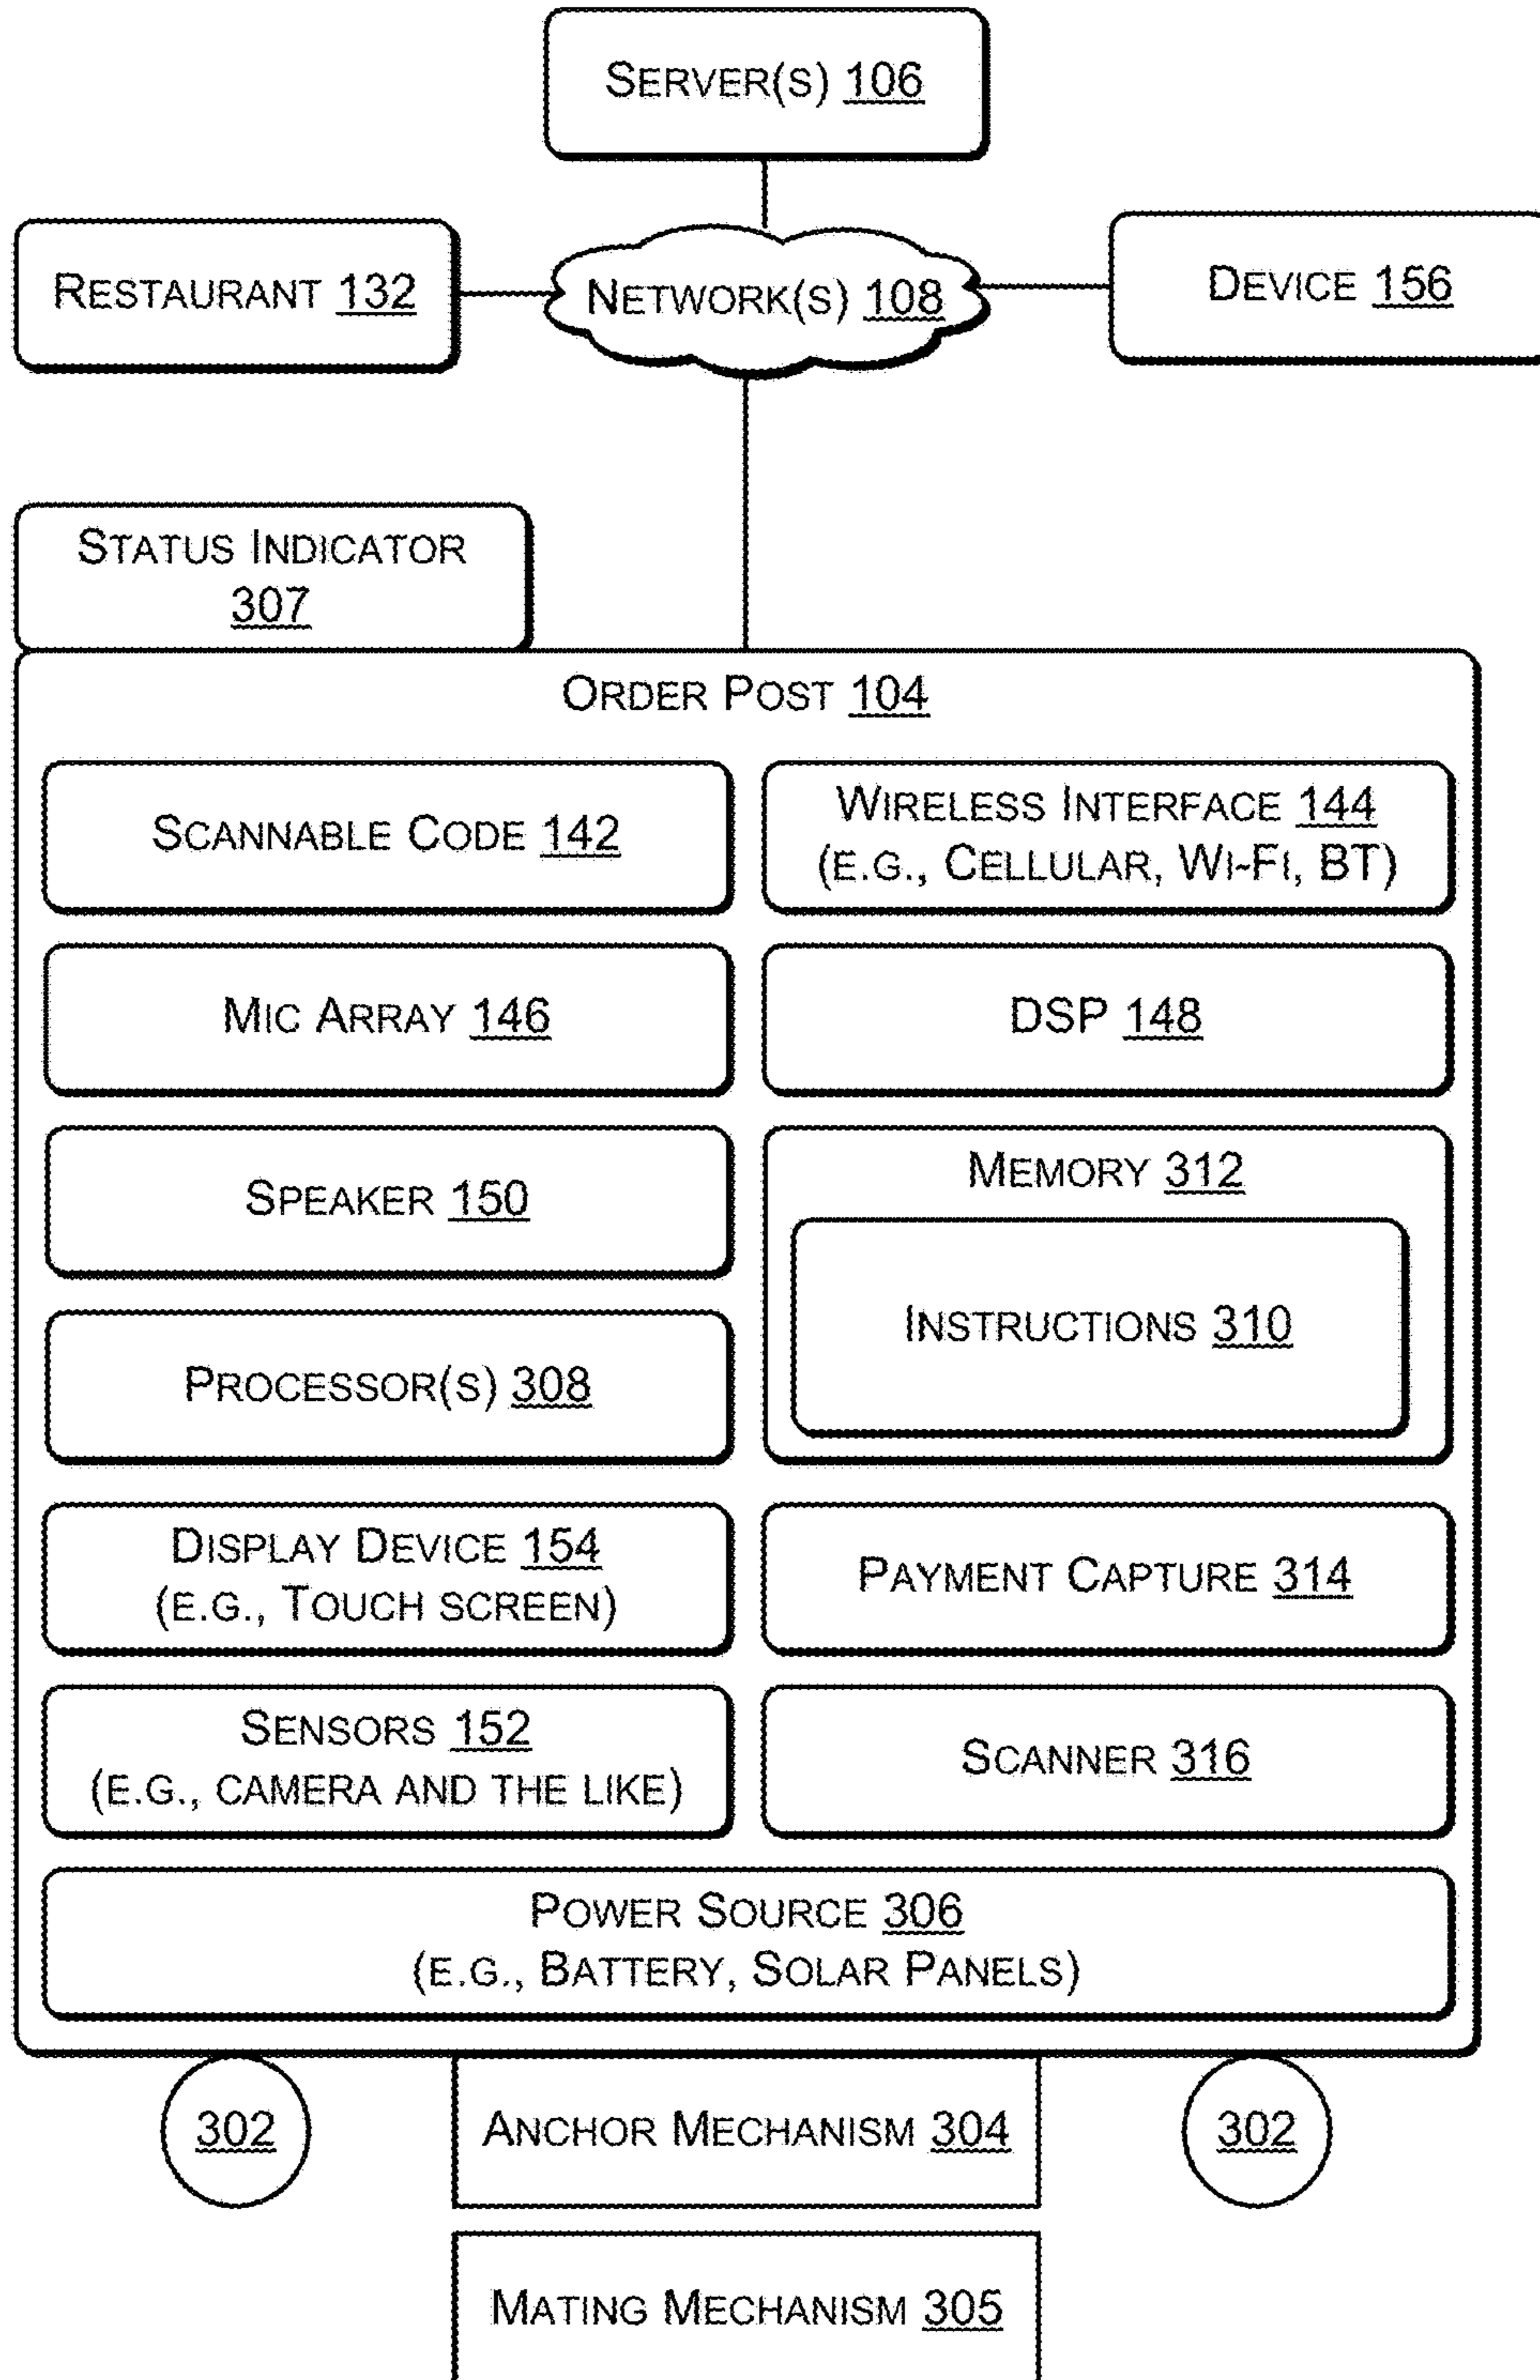 SERVER(S) 106
RESTAURANT 132
NETWORK(S) 108
DEVICE 156
STATUS INDICATOR
307
ORDER POST 104
SCANNABLE CODE 142
WIRELESS INTERFACE 144
(E.G., CELLULAR, WI-FI, BT)
MIC ARRAY 146
DSP 148
SPEAKER 150
MEMORY 312
INSTRUCTIONS 310
PROCESSOR(S) 308
DISPLAY DEVICE 154
(E.G., TOUCH SCREEN)
PAYMENT CAPTURE 314
SENSORS 152
(E.G., CAMERA AND THE LIKE)
SCANNER 316
POWER SOURCE 306
(E.G., BATTERY, SOLAR PANELS)
302
ANCHOR MECHANISM 304
302
MATING MECHANISM 305